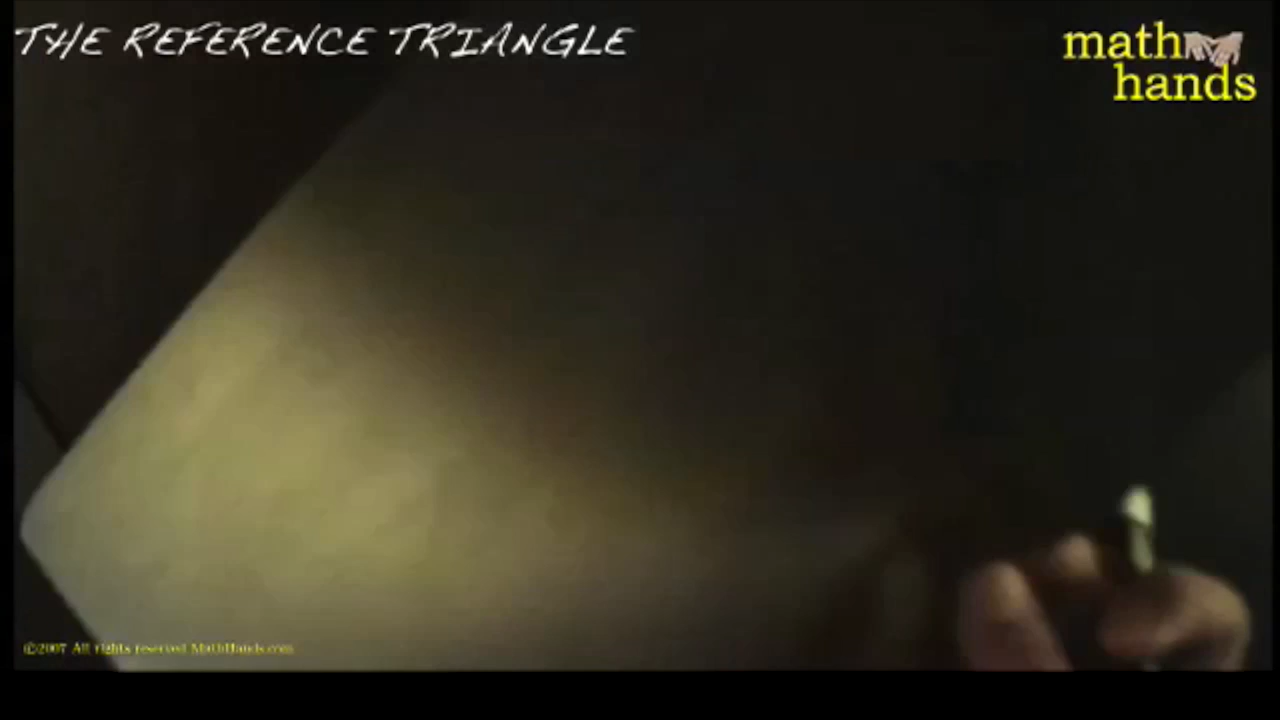 THE REFERENCE TRIANGLE
math
hands
©2007 All rights reserved MathHands.com